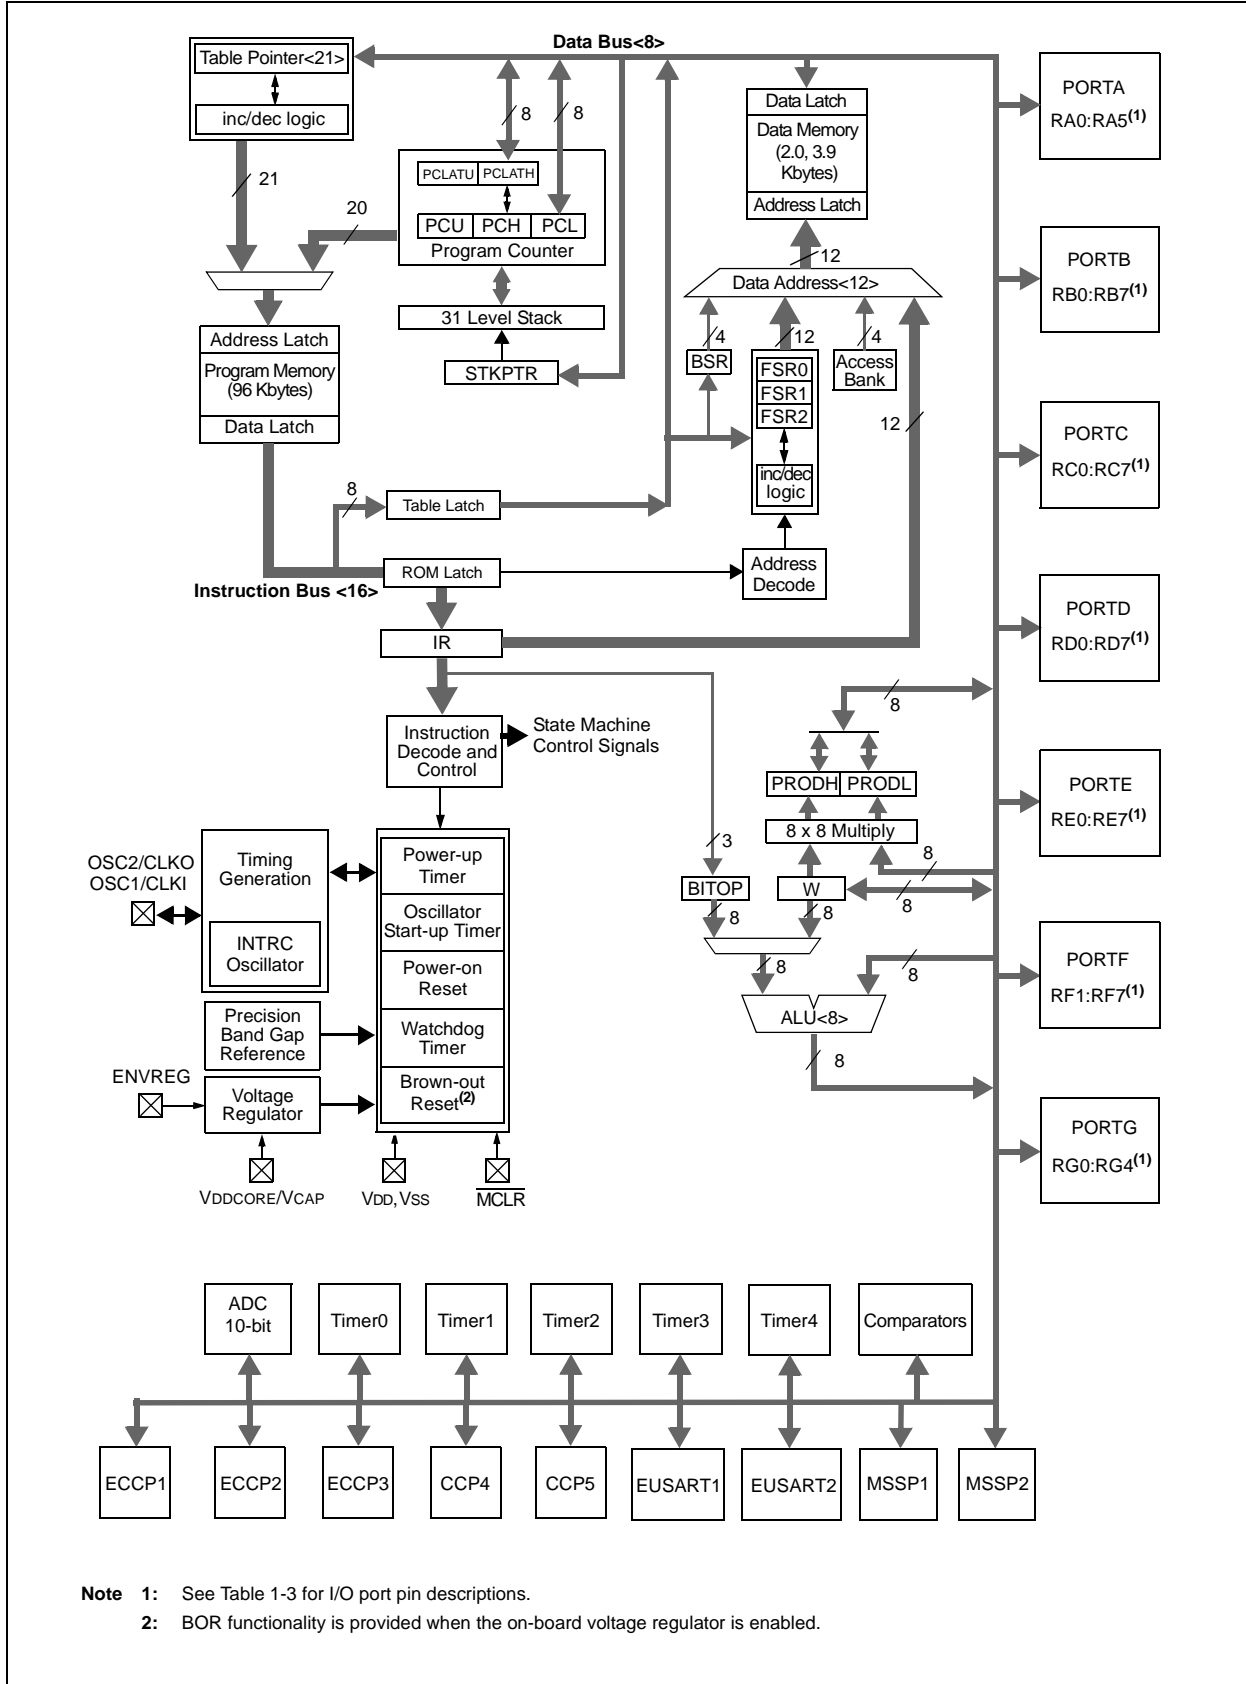 Data Bus<8>
Table Pointer<21>
inc/dec logic
21
20
8
8
PCLATU PCLATH
PCU PCH PCL
Program Counter
31 Level Stack
STKPTR
Address Latch
Program Memory
(96 Kbytes)
Data Latch
Data Latch
Data Memory
(2.0, 3.9
Kbytes)
Address Latch
12
Data Address<12>
4
12
4
BSR
FSR0
FSR1
FSR2
inc/dec
logic
Access
Bank
12
8
Table Latch
ROM Latch
Instruction Bus <16>
Address
Decode
IR
Instruction
Decode and
Control
State Machine
Control Signals
8
PRODH PRODL
8 x 8 Multiply
3
8
BITOP
W
8
8
8
8
8
ALU<8>
8
OSC2/CLKO
OSC1/CLKI
Timing
Generation
INTRC
Oscillator
Power-up
Timer
Oscillator
Start-up Timer
Power-on
Reset
Watchdog
Timer
Brown-out
Reset(2)
Precision
Band Gap
Reference
ENVREG
Voltage
Regulator
VDDCORE/VCAP
VDD, VSS
MCLR
PORTA
RA0:RA5(1)
PORTB
RB0:RB7(1)
PORTC
RC0:RC7(1)
PORTD
RD0:RD7(1)
PORTE
RE0:RE7(1)
PORTF
RF1:RF7(1)
PORTG
RG0:RG4(1)
ADC
10-bit
Timer0
Timer1
Timer2
Timer3
Timer4
Comparators
ECCP1
ECCP2
ECCP3
CCP4
CCP5
EUSART1
EUSART2
MSSP1
MSSP2
Note 1: See Table 1-3 for I/O port pin descriptions.
2: BOR functionality is provided when the on-board voltage regulator is enabled.